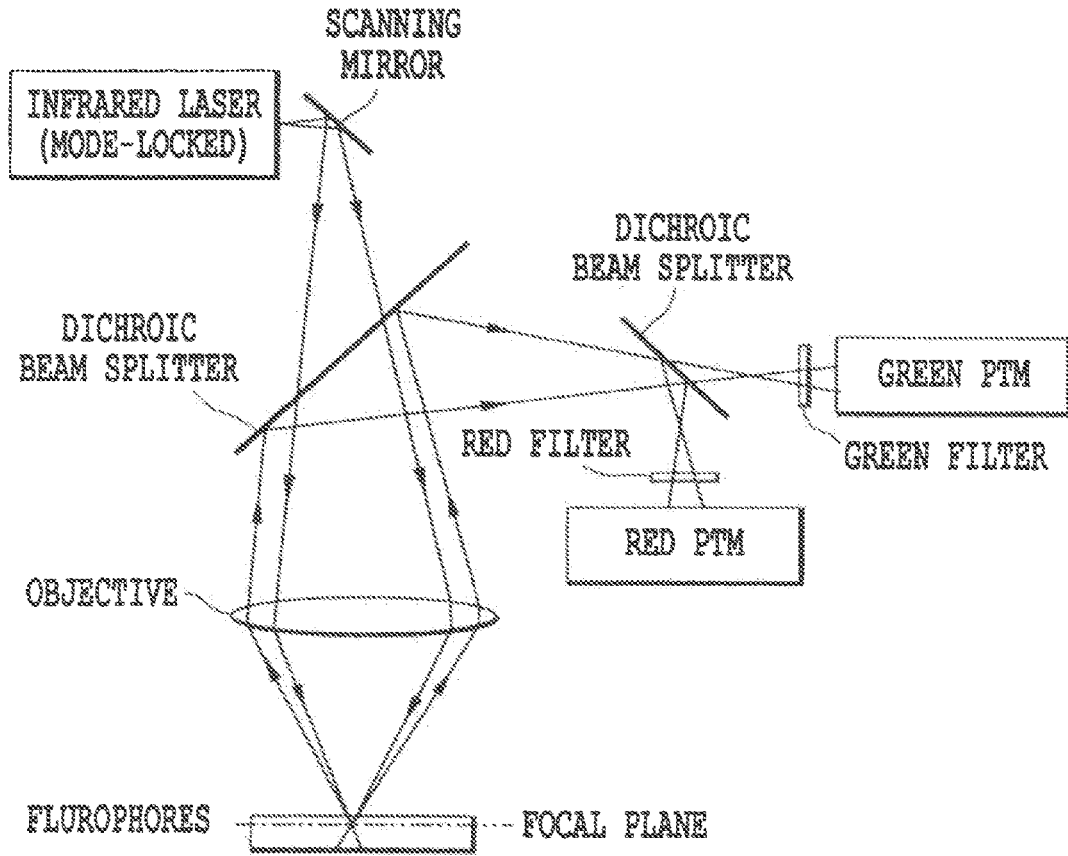 SCANNING
MIRROR
INFRARED LASER
(MODE-LOCKED)
DICHROIC
BEAM SPLITTER
DICHROIC
BEAM SPLITTER
GREEN PTM
RED FILTER
GREEN FILTER
RED PTM
OBJECTIVE
FLUROPHORES
FOCAL PLANE